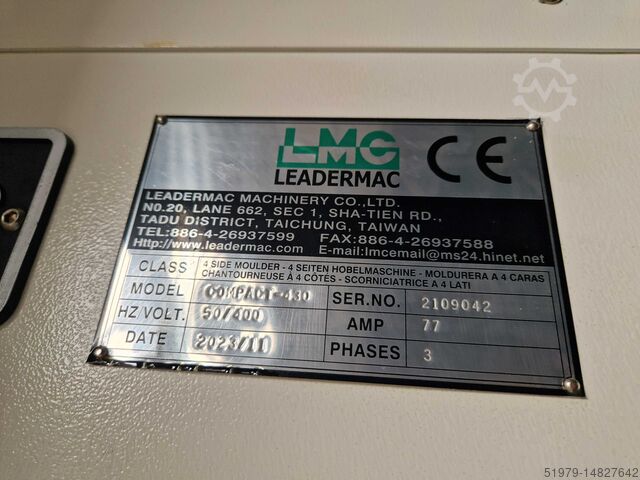 LMC
LEADERMAC
CE
LEADERMAC MACHINERY CO.,LTD.
NO.20, LANE 662, SEC 1, SHA-TIEN RD.,
TADU DISTRICT, TAICHUNG, TAIWAN
TEL:886-4-26937599 FAX:886-4-26937588
Http://www.leadermac.com E-mail:lmcemail@ms24.hinet.net
CLASS 4 SIDE MOULDER - 4 SEITEN HOBELMASCHINE - MOLDURERA A 4 CARAS
CHANTOURNEUSE À 4 CÔTÉS - SCORNICIATRICE A 4 LATI
MODEL COMPACT-430 SER.NO. 2109042
HZ/VOLT. 50/400 AMP 77
DATE 2023/11 PHASES 3
51979-14827642